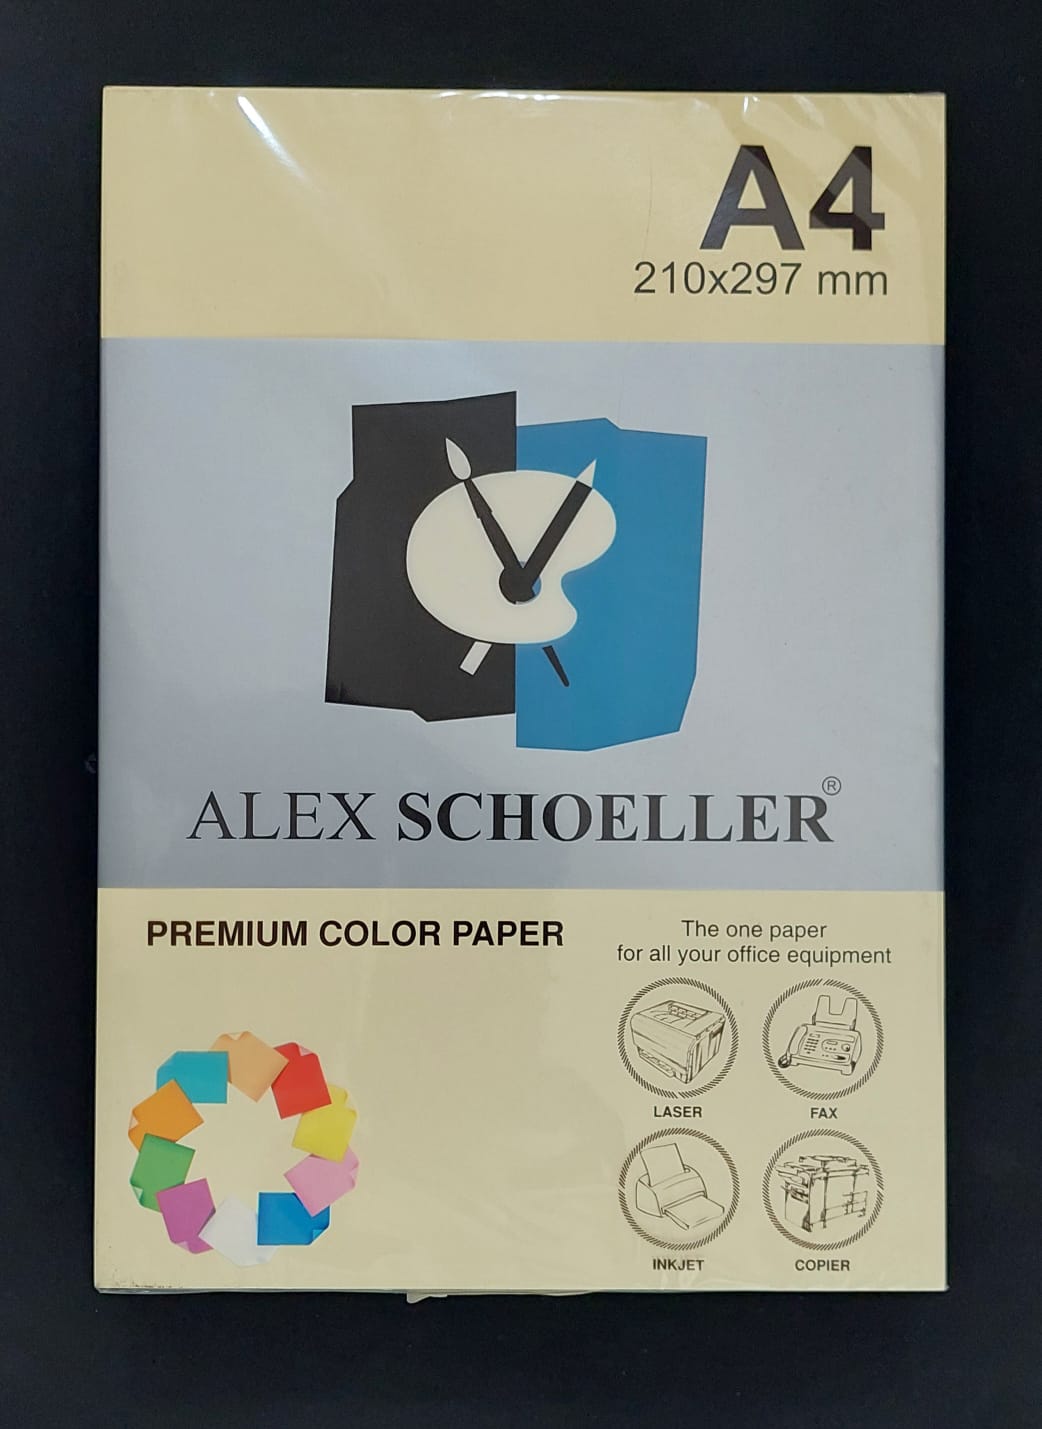 A4
210x297 mm
ALEX SCHOELLER®
PREMIUM COLOR PAPER
The one paper
for all your office equipment
LASER
FAX
INKJET
COPIER